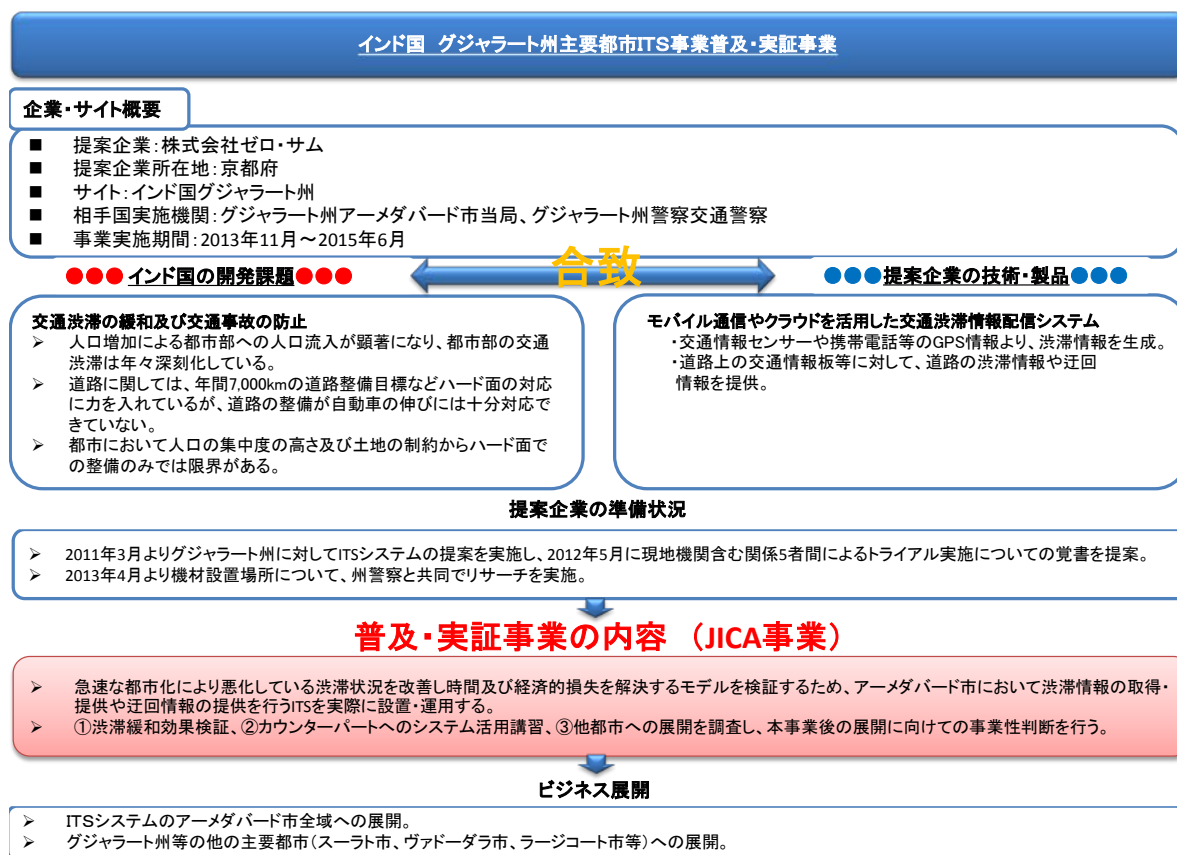 インド国 グジャラート州主要都市ITS事業普及・実証事業
企業・サイト概要
■ 提案企業：株式会社ゼロ・サム
■ 提案企業所在地：京都府
■ サイト：インド国グジャラート州
■ 相手国実施機関：グジャラート州アーメダバード市当局、グジャラート州警察交通警察
■ 事業実施期間：2013年11月～2015年6月
●●●インド国の開発課題●●●
合致
●●●提案企業の技術・製品●●●
交通渋滞の緩和及び交通事故の防止
➢ 人口増加による都市部への人口流入が顕著になり、都市部の交通
渋滞は年々深刻化している。
➢ 道路に関しては、年間7,000kmの道路整備目標などハード面の対応
に力を入れているが、道路の整備が自動車の伸びには十分対応で
きていない。
➢ 都市において人口の集中度の高さ及び土地の制約からハード面で
の整備のみでは限界がある。
モバイル通信やクラウドを活用した交通渋滞情報配信システム
・交通情報センサーや携帯電話等のGPS情報より、渋滞情報を生成。
・道路上の交通情報板等に対して、道路の渋滞情報や迂回
情報を提供。
提案企業の準備状況
➢ 2011年3月よりグジャラート州に対してITSシステムの提案を実施し、2012年5月に現地機関含む関係5者間によるトライアル実施についての覚書を提案。
➢ 2013年4月より機材設置場所について、州警察と共同でリサーチを実施。
普及・実証事業の内容 （JICA事業）
➢ 急速な都市化により悪化している渋滞状況を改善し時間及び経済的損失を解決するモデルを検証するため、アーメダバード市において渋滞情報の取得・
提供や迂回情報の提供を行うITSを実際に設置・運用する。
➢ ①渋滞緩和効果検証、②カウンターパートへのシステム活用講習、③他都市への展開を調査し、本事業後の展開に向けての事業性判断を行う。
ビジネス展開
➢ ITSシステムのアーメダバード市全域への展開。
➢ グジャラート州等の他の主要都市（スーラト市、ヴァドーダラ市、ラージコート市等）への展開。